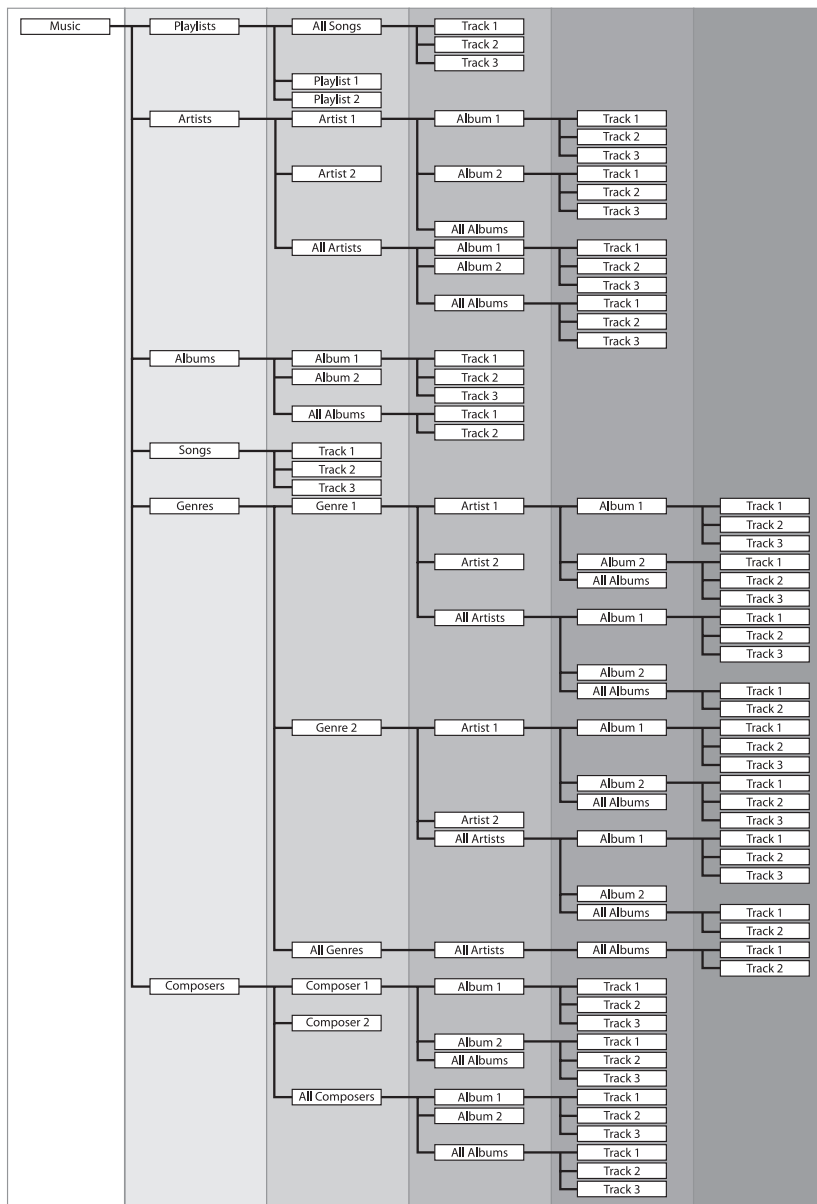 Music Playlists All Songs Track 1
Track 2
Track 3
Playlist 1
Playlist 2
Artists Artist 1 Album 1 Track 1
Track 2
Track 3
Artist 2 Album 2 Track 1
Track 2
Track 3
All Albums
All Artists Album 1 Track 1
Album 2 Track 2
Track 3
All Albums Track 1
Track 2
Track 3
Albums Album 1 Track 1
Album 2 Track 2
Track 3
All Albums Track 1
Track 2
Songs Track 1
Track 2
Track 3
Genres Genre 1 Artist 1 Album 1 Track 1
Track 2
Track 3
Artist 2 Album 2 Track 1
All Albums Track 2
Track 3
All Artists Album 1 Track 1
Track 2
Track 3
Album 2
All Albums Track 1
Track 2
Genre 2 Artist 1 Album 1 Track 1
Track 2
Track 3
Album 2 Track 1
All Albums Track 2
Artist 2 Track 3
All Artists Album 1 Track 1
Track 2
Track 3
Album 2
All Albums Track 1
Track 2
All Genres All Artists All Albums Track 1
Track 2
Composers Composer 1 Album 1 Track 1
Track 2
Composer 2 Track 3
Album 2 Track 1
All Albums Track 2
Track 3
All Composers Album 1 Track 1
Album 2 Track 2
Track 3
All Albums Track 1
Track 2
Track 3